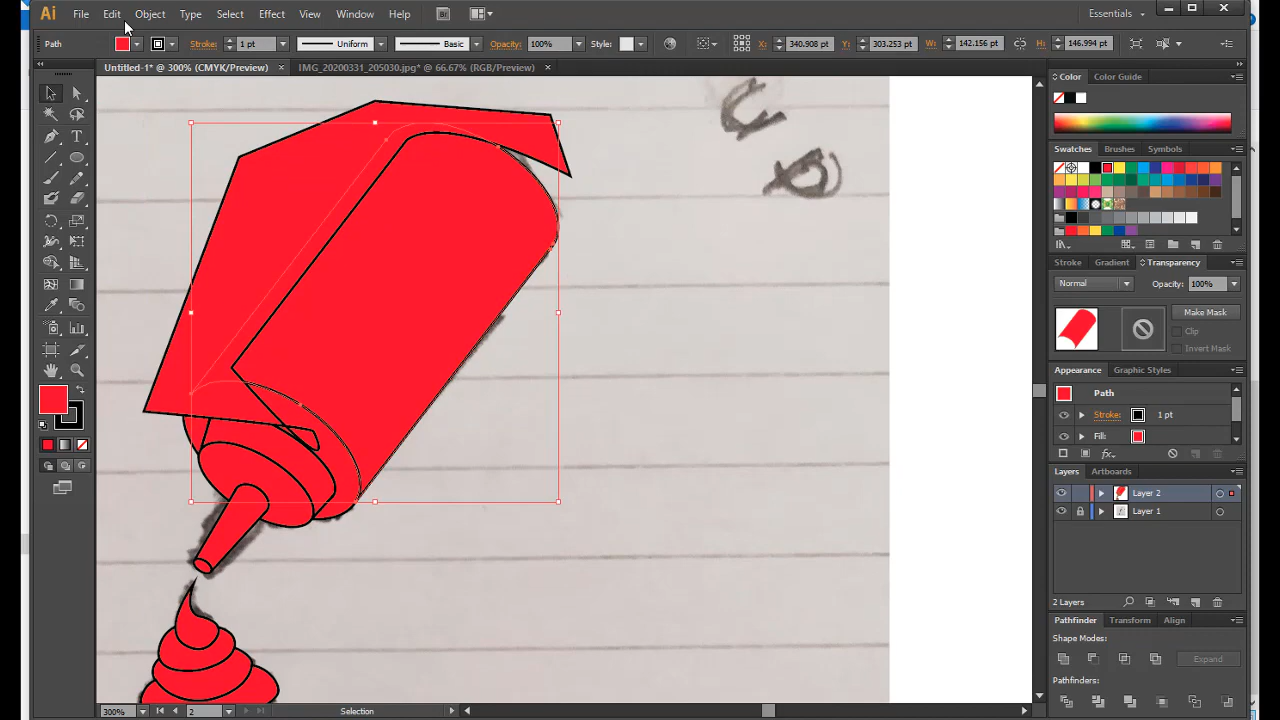 Ai File Edit Object Type Select Effect View Window Help Br Essentials
Path Stroke: 1 pt Uniform Basic Opacity: 100% Style: X: 340.908 pt Y: 303.253 pt W: 142.156 pt H: 146.994 pt
Untitled-1* @ 300% (CMYK/Preview) × IMG_20200331_205030.jpg* @ 66.67% (RGB/Preview) ×
Color Color Guide
Swatches Brushes Symbols
Stroke Gradient Transparency
Normal Opacity: 100%
Make Mask
Clip
Invert Mask
Appearance Graphic Styles
Path
Stroke: 1 pt
Fill:
fx
Layers Artboards
Layer 2
Layer 1
2 Layers
Pathfinder Transform Align
Shape Modes:
Expand
Pathfinders:
300% 2 Selection